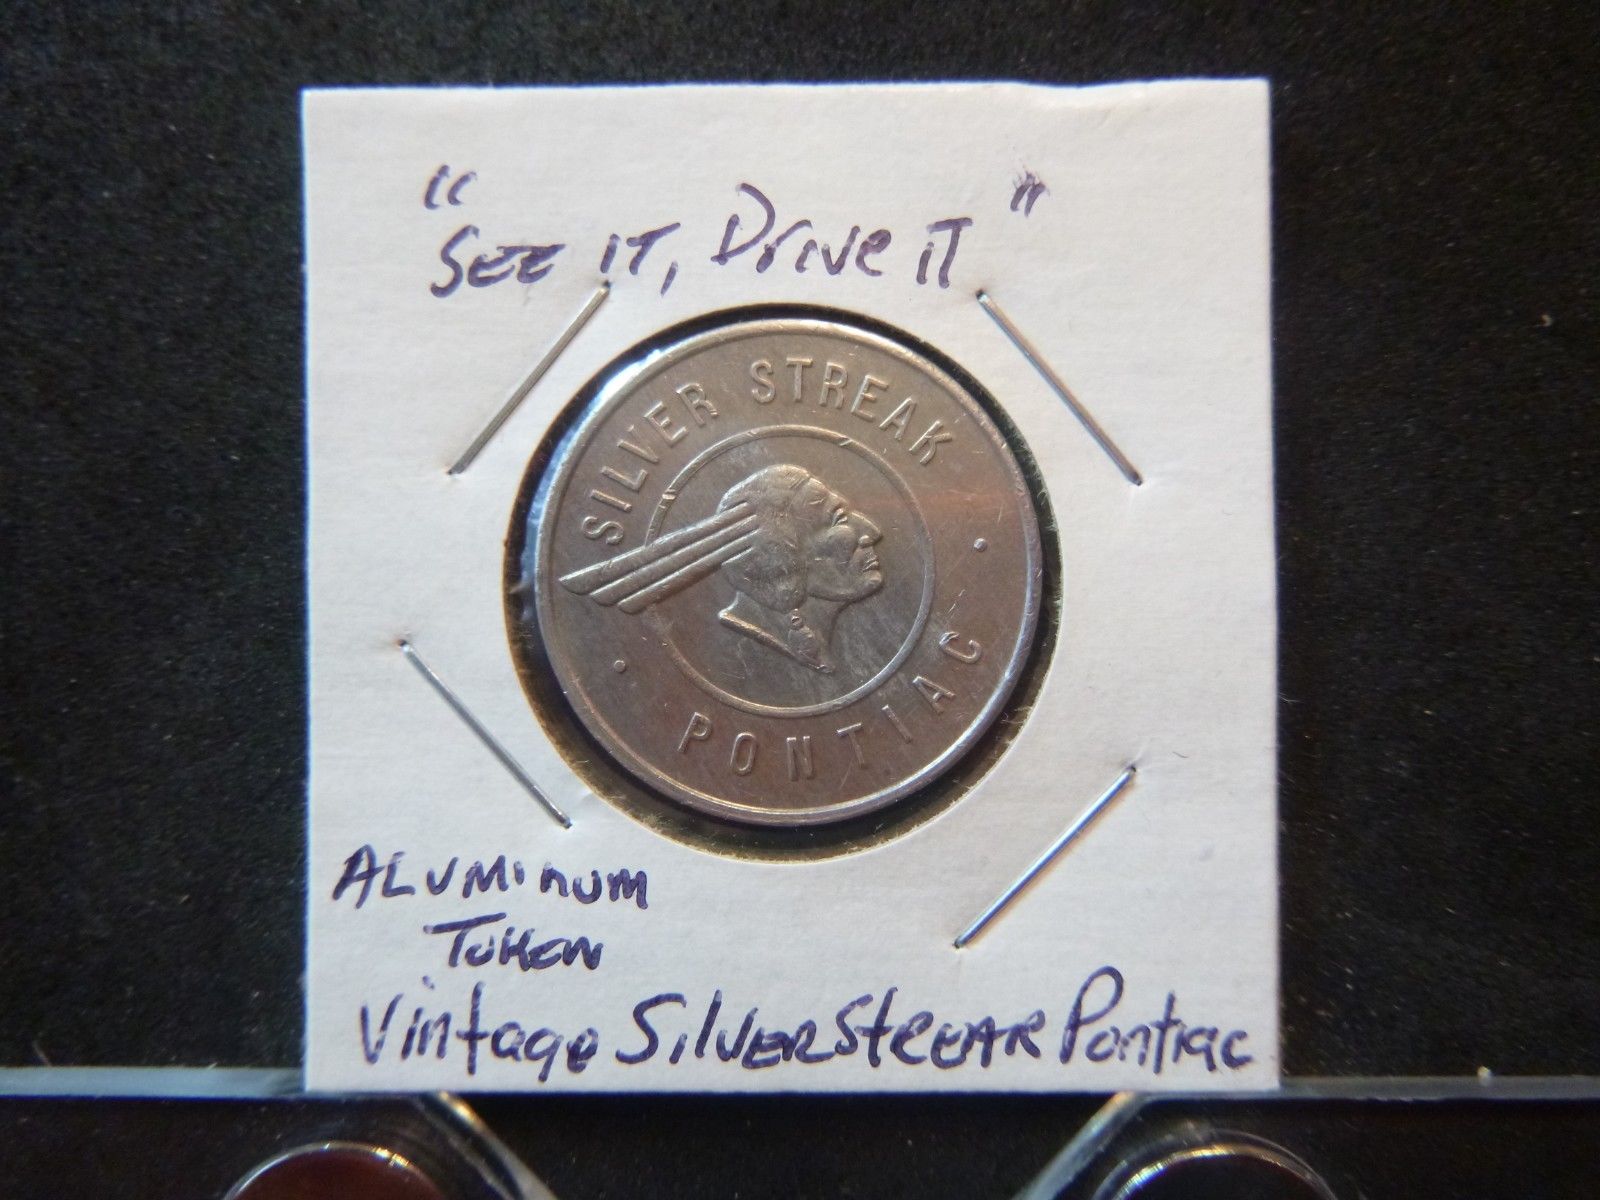 "SEE IT, Drive iT"
SILVER STREAK
PONTIAC
ALUMinum
TOKEN
Vintage SilverStreak Pontiac